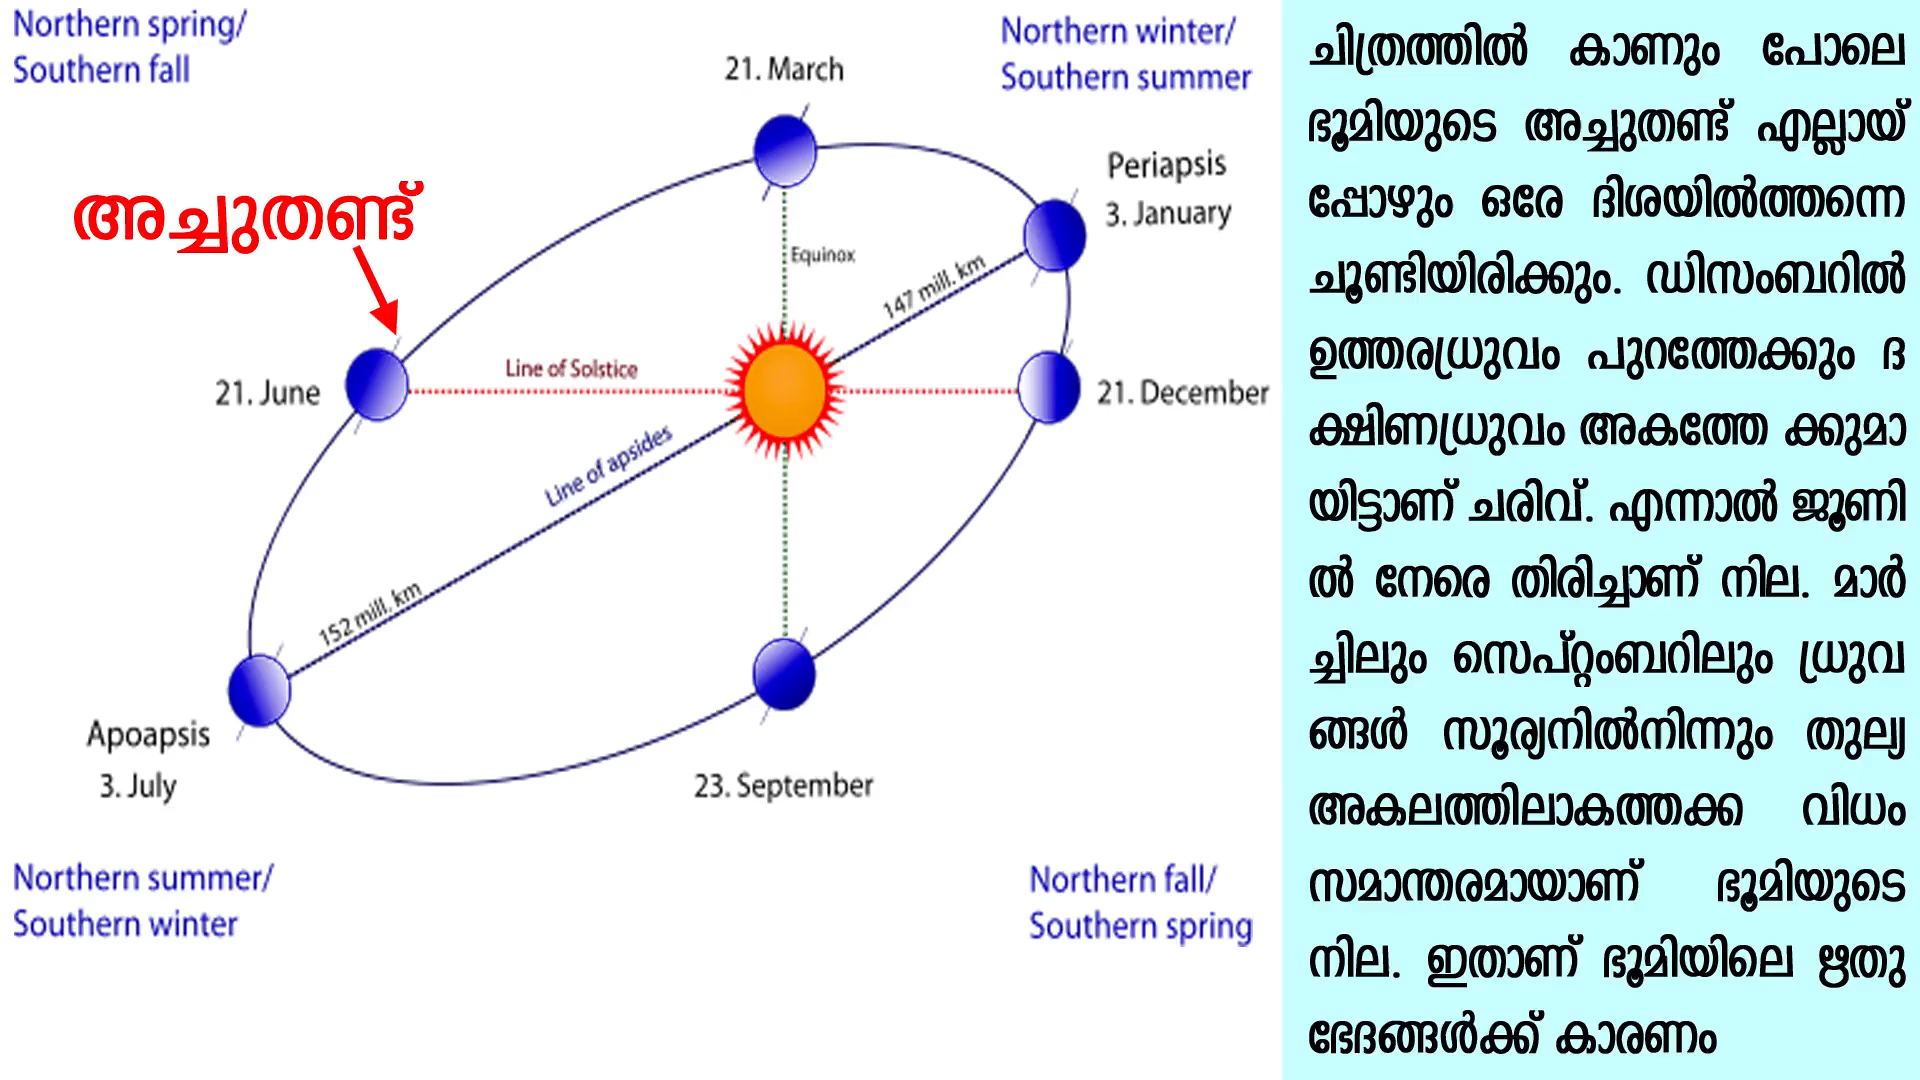 Northern spring/
Southern fall
21. March
Northern winter/
Southern summer
Periapsis
3. January
അച്ചുതണ്ട്
Equinox
147 mill. km
Line of Solstice
21. June
21. December
Line of apsides
152 mill. km
Apoapsis
3. July
23. September
Northern summer/
Southern winter
Northern fall/
Southern spring
ചിത്രത്തിൽ കാണും പോലെ
ഭൂമിയുടെ അച്ചുതണ്ട് എല്ലായ്
പ്പോഴും ഒരേ ദിശയിൽത്തന്നെ
ചൂണ്ടിയിരിക്കും. ഡിസംബറിൽ
ഉത്തരധ്രുവം പുറത്തേക്കും ദ
ക്ഷിണധ്രുവം അകത്തേ ക്കുമാ
യിട്ടാണ് ചരിവ്. എന്നാൽ ജൂണി
ൽ നേരെ തിരിച്ചാണ് നില. മാർ
ച്ചിലും സെപ്റ്റംബറിലും ധ്രുവ
ങ്ങൾ സൂര്യനിൽനിന്നും തുല്യ
അകലത്തിലാകത്തക്ക വിധം
സമാന്തരമായാണ് ഭൂമിയുടെ
നില. ഇതാണ് ഭൂമിയിലെ ഋതു
ഭേദങ്ങൾക്ക് കാരണം